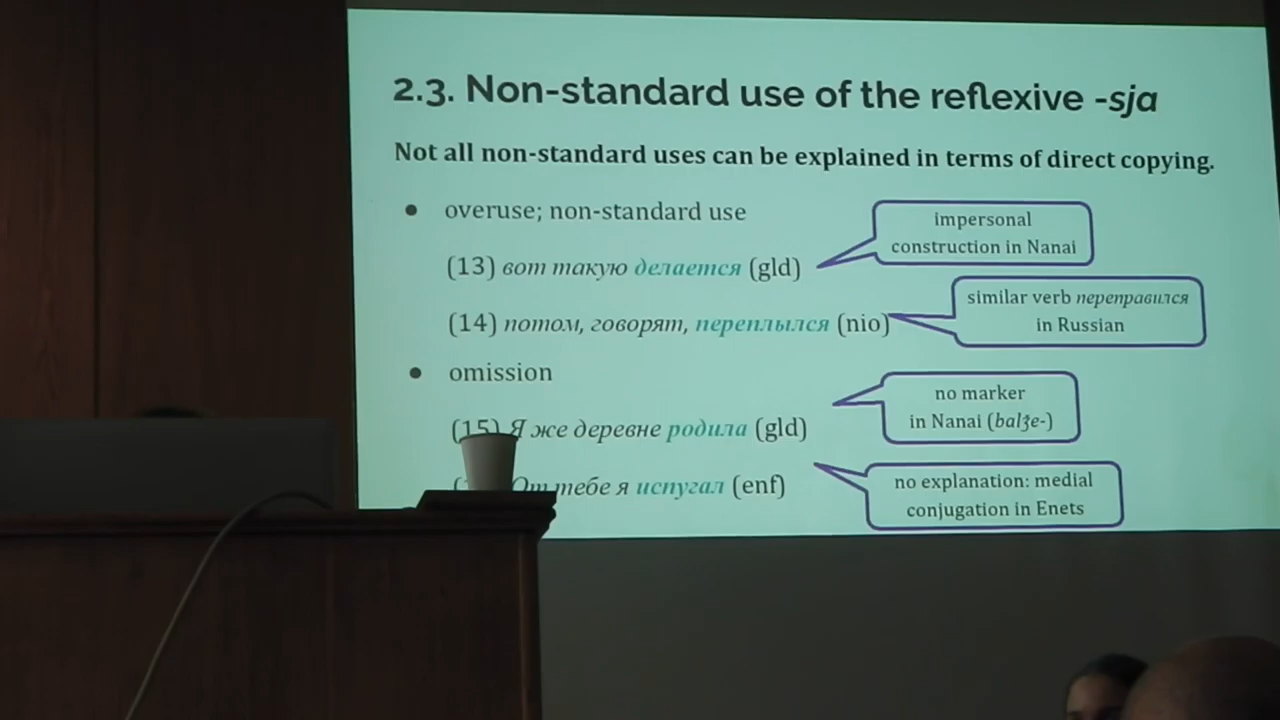 2.3. Non-standard use of the reflexive -sja
Not all non-standard uses can be explained in terms of direct copying.
● overuse; non-standard use
impersonal
construction in Nanai
(13) вот такую делается (gld)
similar verb переправился
in Russian
(14) потом, говорят, переплылся (nio)
● omission
no marker
in Nanai (balʒe-)
(15) Я же деревне родила (gld)
no explanation: medial
conjugation in Enets
От тебе я испугал (enf)